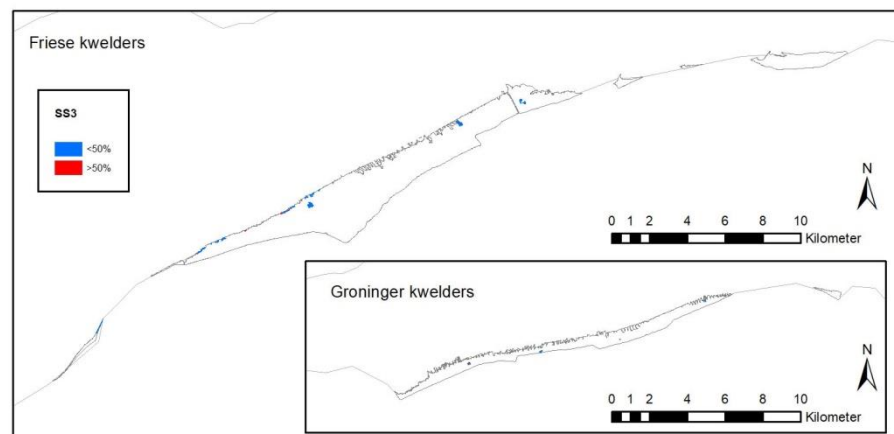 Friese kwelders
SS3
<50%
>50%
N
0 1 2 4 6 8 10
Kilometer
Groninger kwelders
N
0 1 2 4 6 8 10
Kilometer